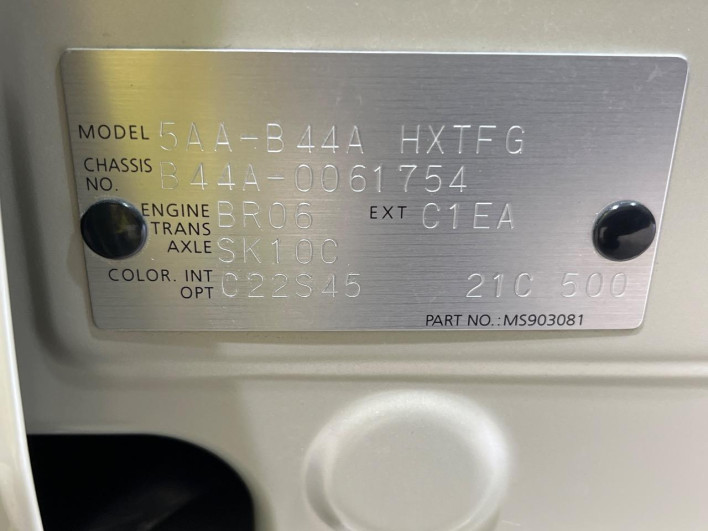 MODEL 5AA-B44A HXTFG
CHASSIS NO. B44A-0061754
ENGINE BR06 EXT C1EA
TRANS AXLE SK10C
COLOR. INT OPT C22S45 21C 500
PART NO.: MS903081